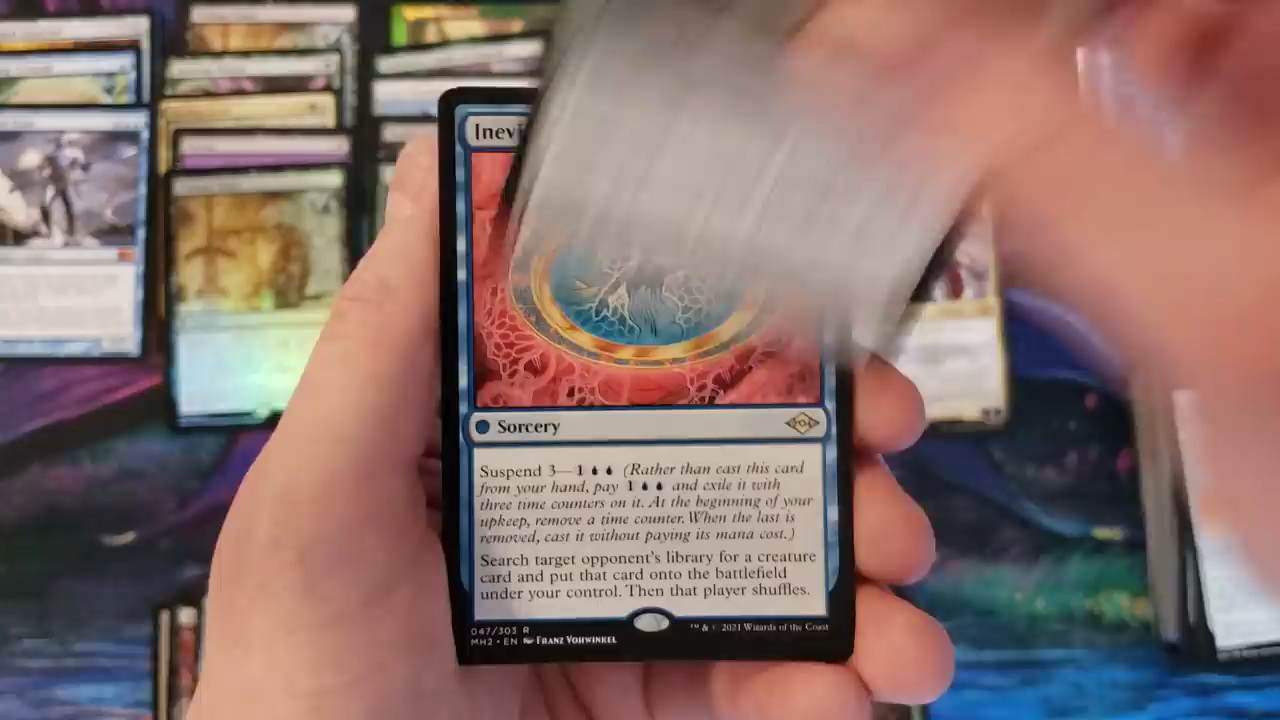 Inevi
Sorcery
Suspend 3—1 (Rather than cast this card
from your hand, pay 1 and exile it with
three time counters on it. At the beginning of your
upkeep, remove a time counter. When the last is
removed, cast it without paying its mana cost.)
Search target opponent's library for a creature
card and put that card onto the battlefield
under your control. Then that player shuffles.
047/303 R
MH2 • EN Franz Vohwinkel
™ & © 2021 Wizards of the Coast